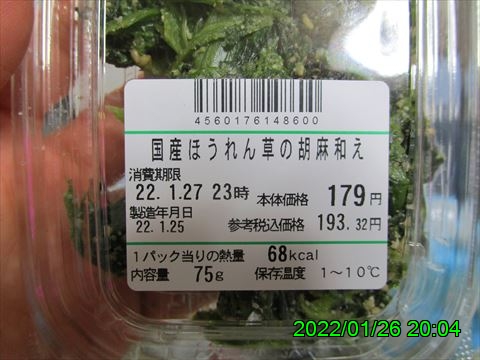 4560176148600
国産ほうれん草の胡麻和え
消費期限
22. 1.27 23時 本体価格 179円
製造年月日
22. 1.25 参考税込価格 193.32円
1パック当りの熱量 68kcal
内容量 75g 保存温度 1～10℃
2022/01/26 20:04